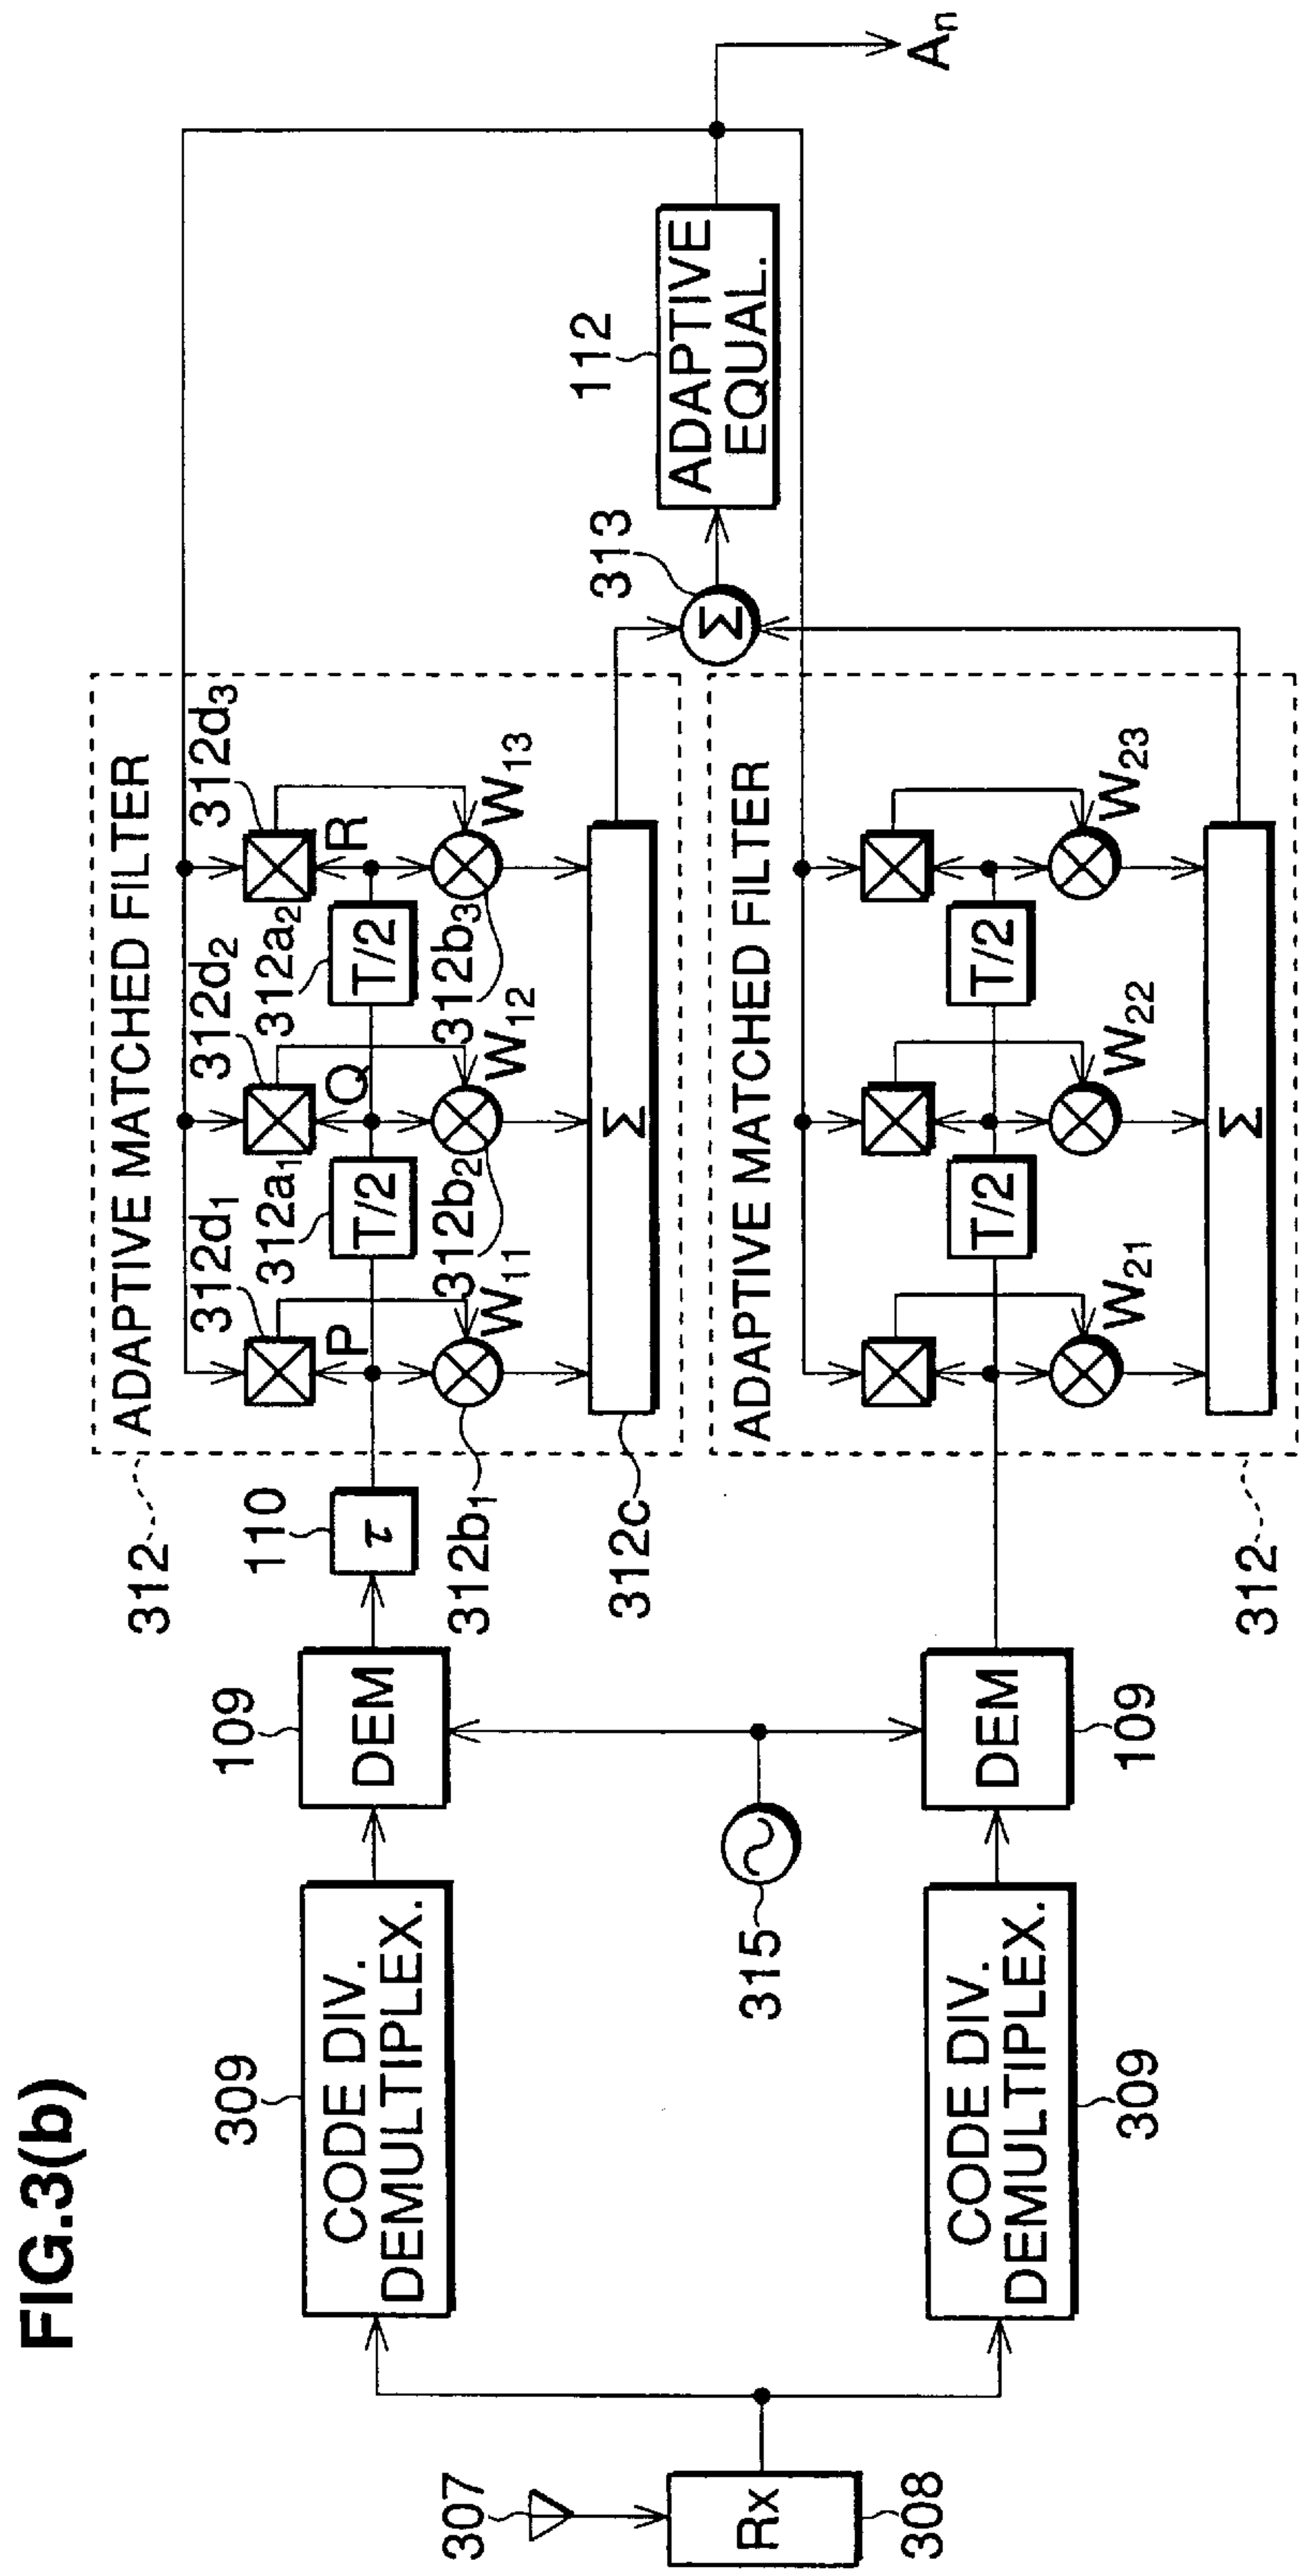 FIG.3(b)
307
Rx
308
309
CODE DIV.
DEMULTIPLEX.
CODE DIV.
DEMULTIPLEX.
309
315
109
DEM
DEM
109
110
τ
312
ADAPTIVE MATCHED FILTER
312d1
312d2
312d3
312a1
312a2
P
Q
R
T/2
T/2
312b1
312b2
312b3
W11
W12
W13
312c
Σ
ADAPTIVE MATCHED FILTER
T/2
T/2
W21
W22
W23
Σ
312
313
Σ
112
ADAPTIVE
EQUAL.
An